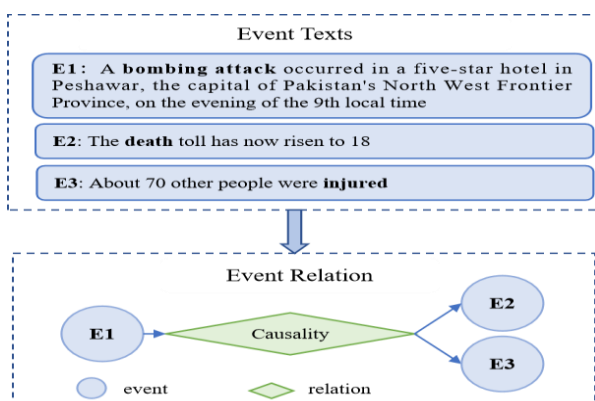 Event Texts
E1: A bombing attack occurred in a five-star hotel in
Peshawar, the capital of Pakistan's North West Frontier
Province, on the evening of the 9th local time
E2: The death toll has now risen to 18
E3: About 70 other people were injured
Event Relation
E1
Causality
E2
E3
event
relation